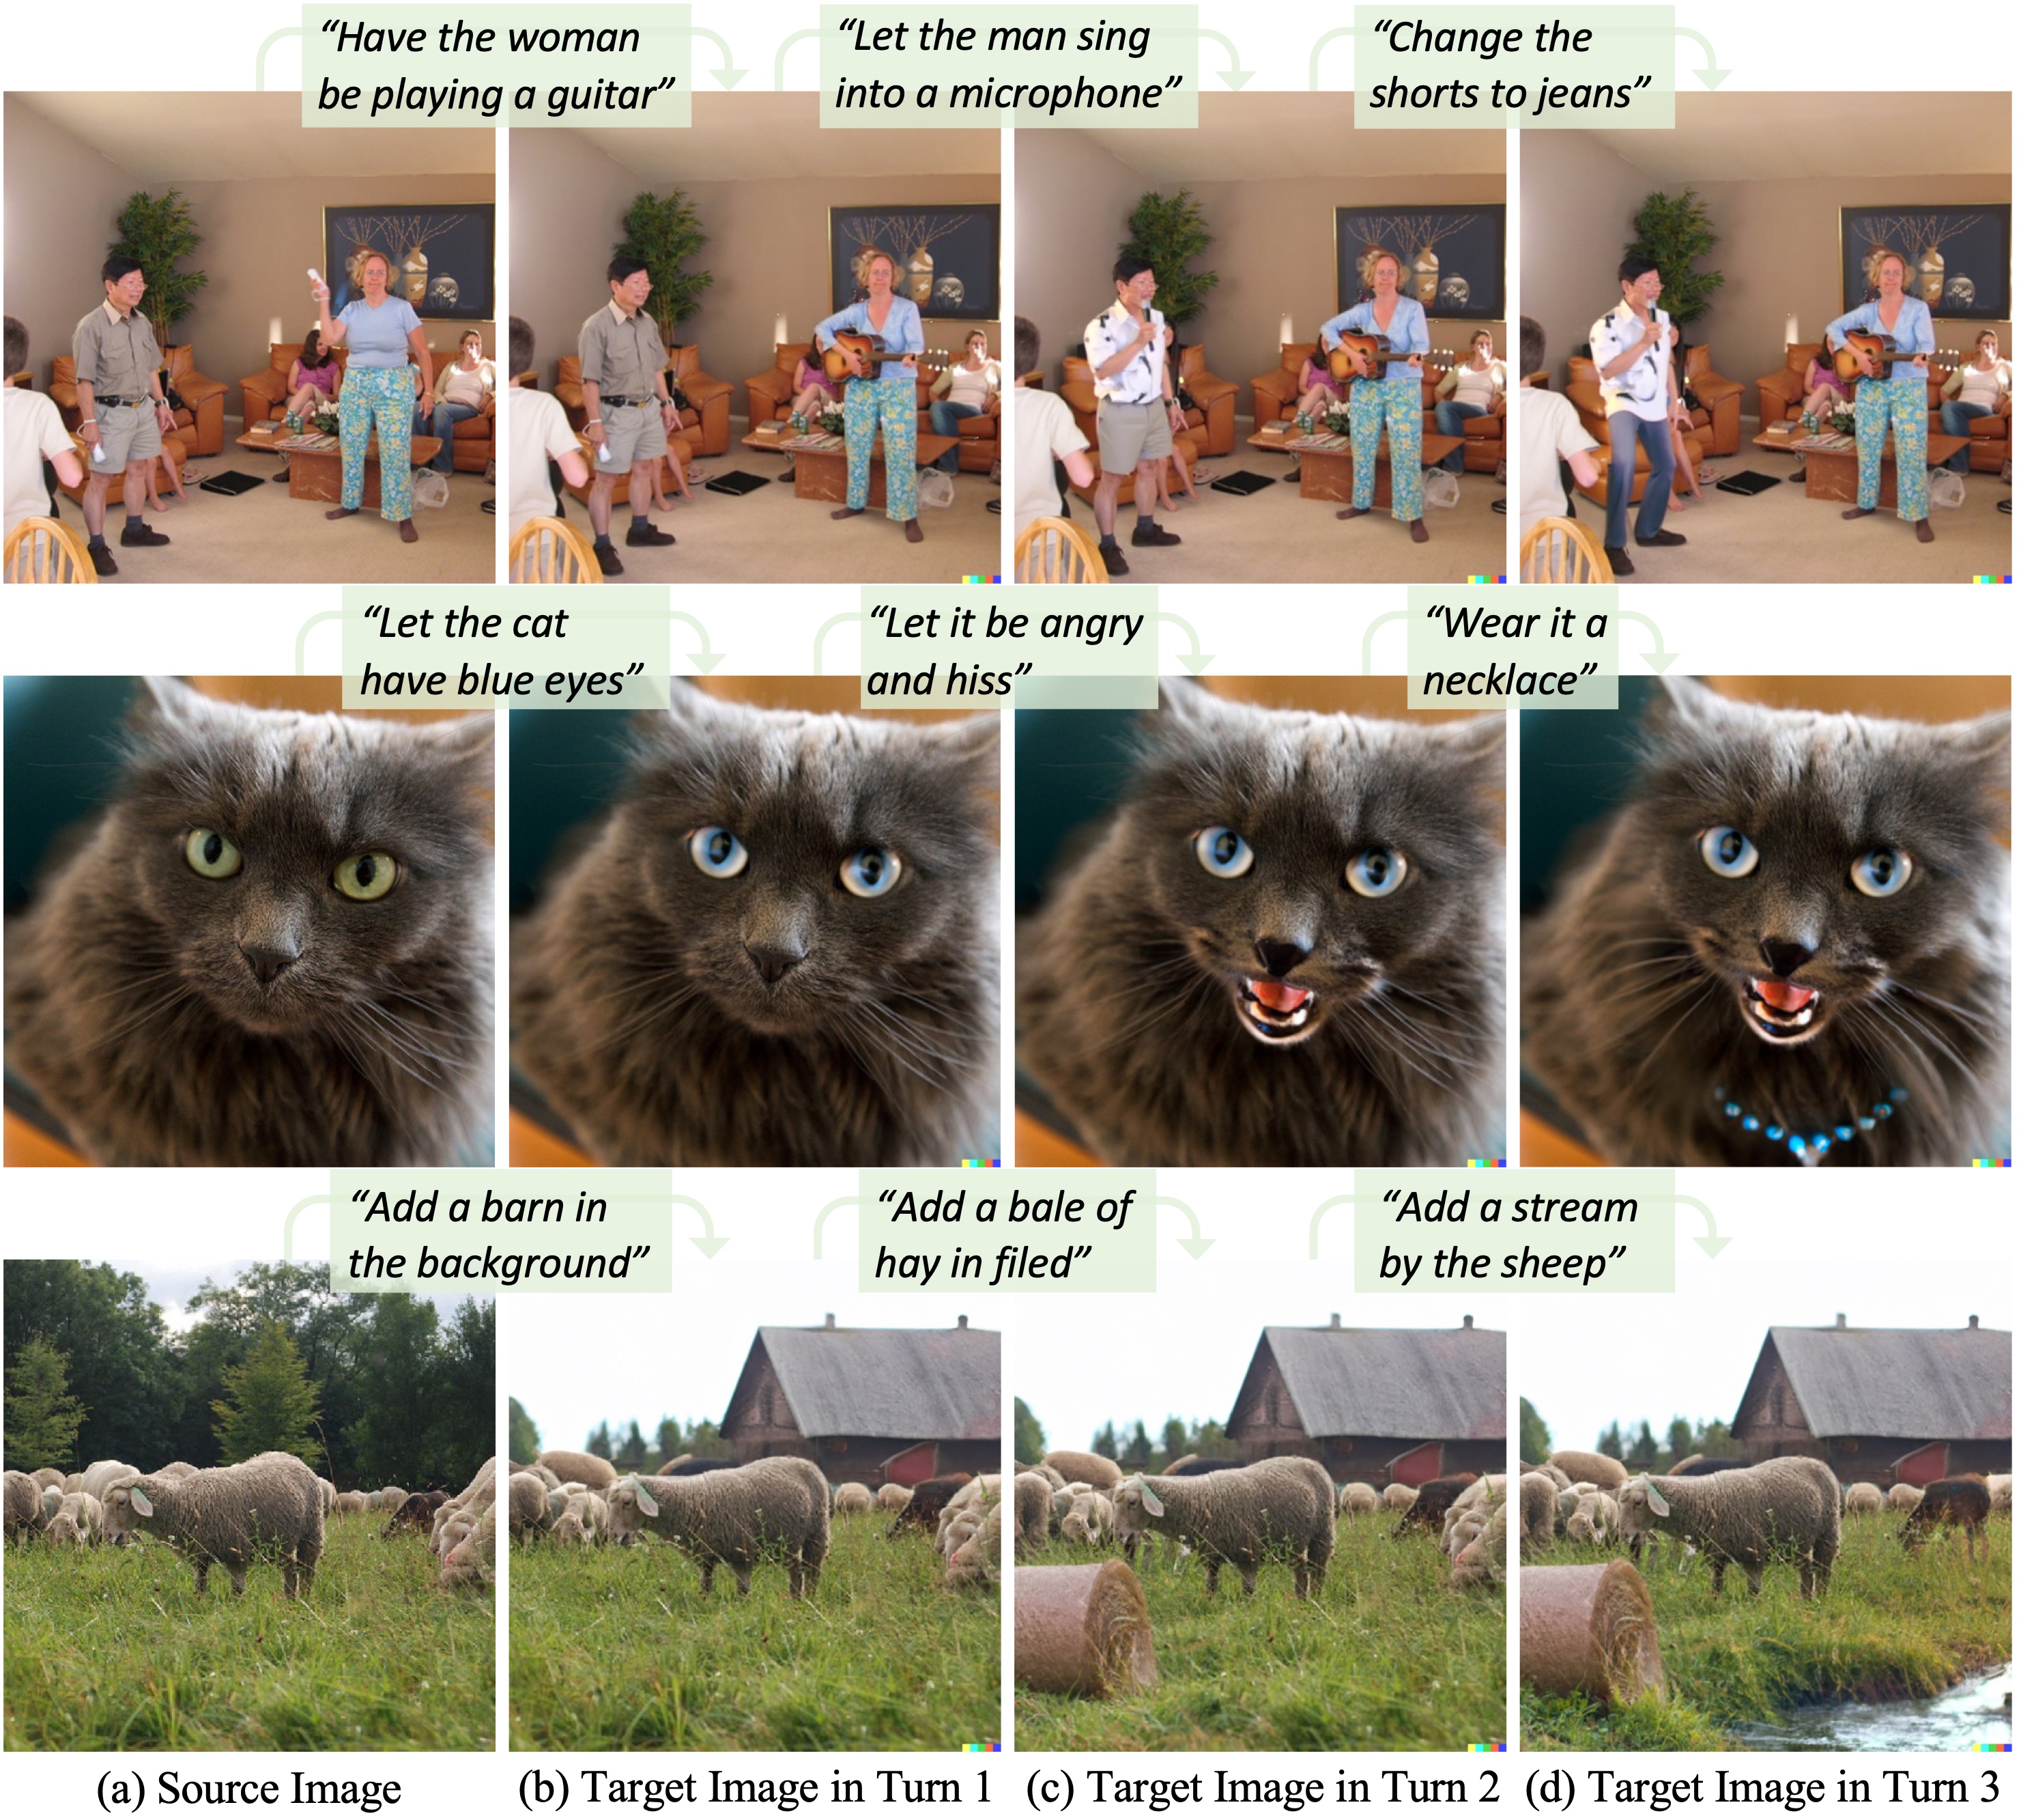 “Have the woman
be playing a guitar”
“Let the man sing
into a microphone”
“Change the
shorts to jeans”
“Let the cat
have blue eyes”
“Let it be angry
and hiss”
“Wear it a
necklace”
“Add a barn in
the background”
“Add a bale of
hay in filed”
“Add a stream
by the sheep”
(a) Source Image
(b) Target Image in Turn 1
(c) Target Image in Turn 2
(d) Target Image in Turn 3